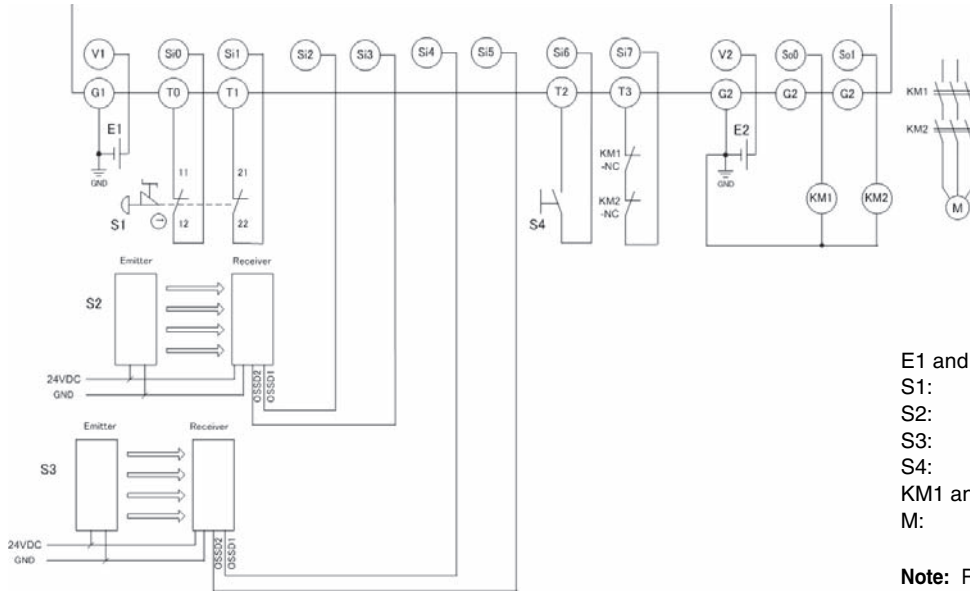 V1 Si0 Si1 Si2 Si3 Si4 Si5 Si6 Si7 V2 So0 So1
G1 T0 T1 T2 T3 G2 G2 G2
KM1
KM2
M
E1
GND
11 21
12 22
S1
S4
KM1
-NC
KM2
-NC
E2
GND
KM1 KM2
Emitter Receiver
S2
24VDC
GND
OSSD2
OSSD1
Emitter Receiver
S3
24VDC
GND
OSSD2
OSSD1
E1 and
S1:
S2:
S3:
S4:
KM1 an
M:
Note: